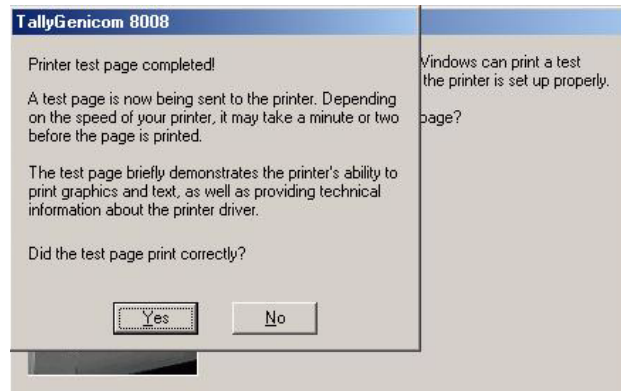 TallyGenicom 8008
Printer test page completed!
A test page is now being sent to the printer. Depending
on the speed of your printer, it may take a minute or two
before the page is printed.
The test page briefly demonstrates the printer's ability to
print graphics and text, as well as providing technical
information about the printer driver.
Did the test page print correctly?
Yes
No
Windows can print a test
the printer is set up properly.
page?